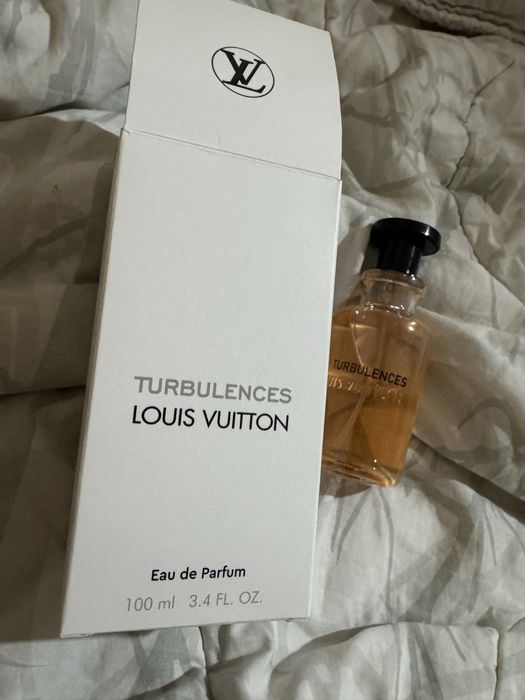 LV
TURBULENCES
LOUIS VUITTON
Eau de Parfum
100 ml 3.4 FL. OZ.
TURBULENCES